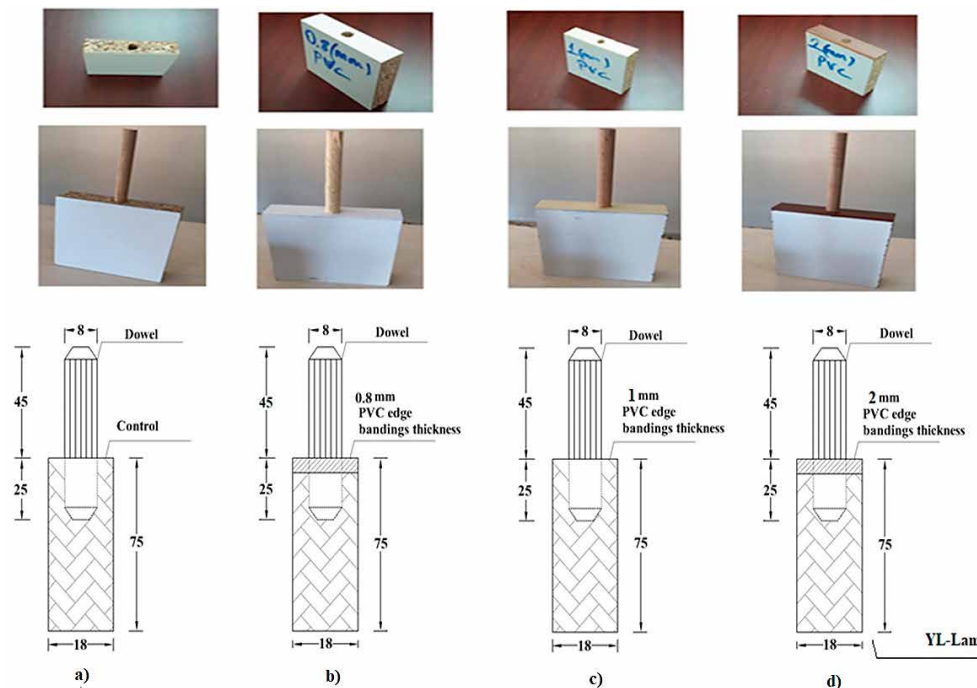 0.8(mm)
PVC
1(mm)
PVC
2(mm)
PVC
8
Dowel
45
Control
25
75
18
a)
8
Dowel
45
0.8 mm
PVC edge
bandings thickness
25
75
18
b)
8
Dowel
45
1 mm
PVC edge
bandings thickness
25
75
18
c)
8
Dowel
45
2 mm
PVC edge
bandings thickness
25
75
18
d)
YL-Lam